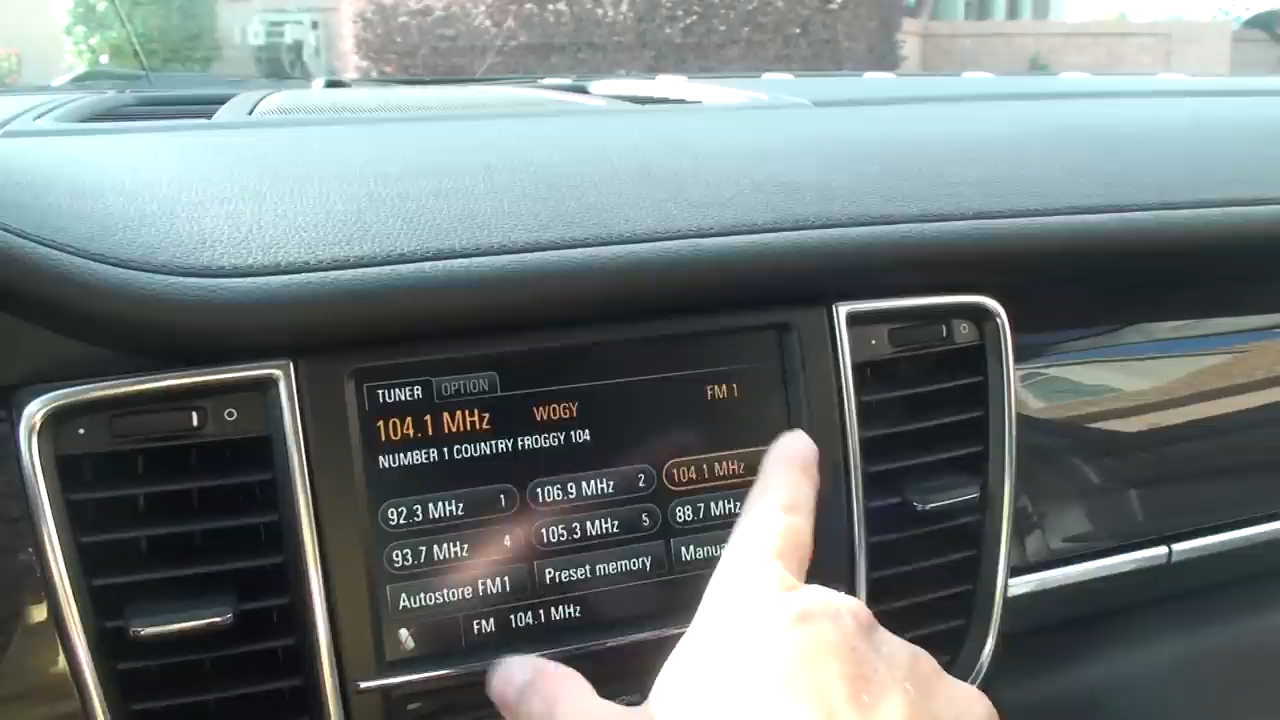 TUNER OPTION
104.1 MHz WOGY FM 1
NUMBER 1 COUNTRY FROGGY 104
92.3 MHz 1 106.9 MHz 2 104.1 MHz
93.7 MHz 4 105.3 MHz 5 88.7 MHz
Autostore FM1 Preset memory
FM 104.1 MHz